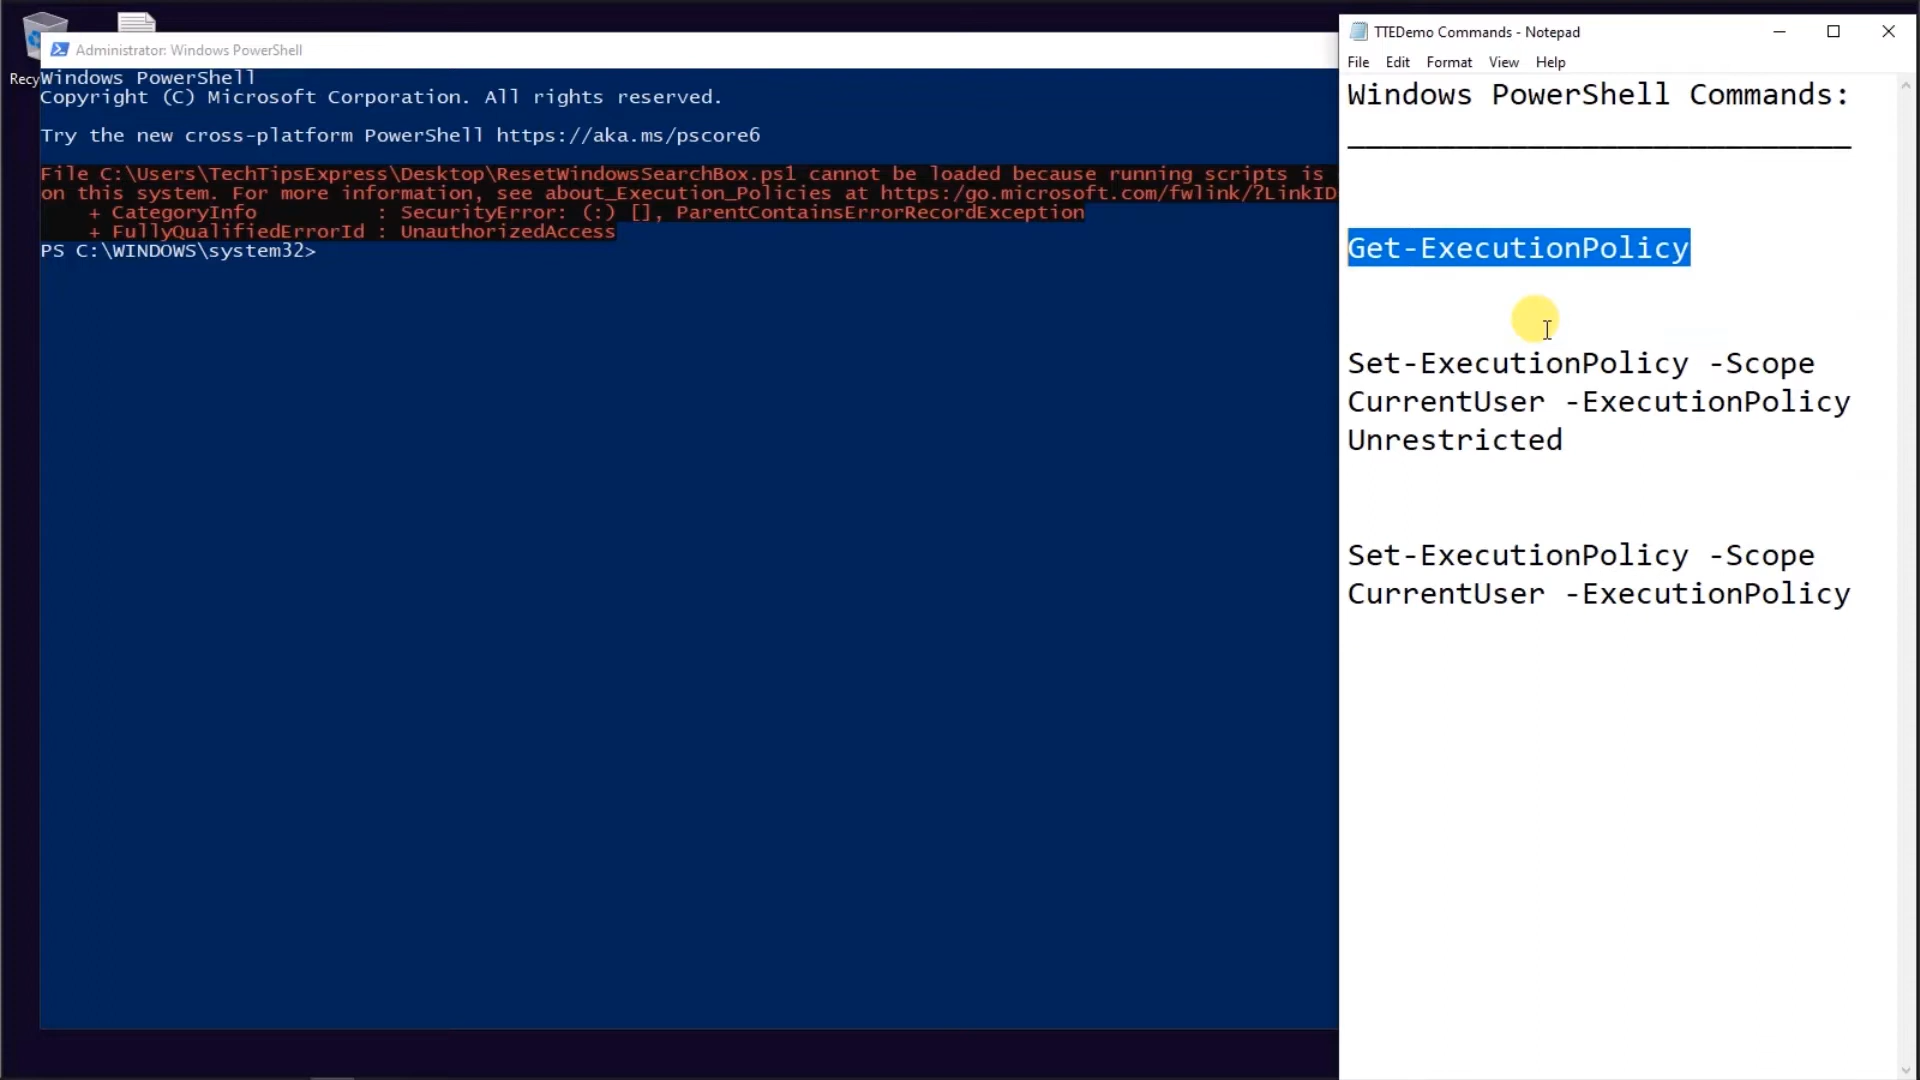 Recy
Administrator: Windows PowerShell
Windows PowerShell
Copyright (C) Microsoft Corporation. All rights reserved.
Try the new cross-platform PowerShell https://aka.ms/pscore6
File C:\Users\TechTipsExpress\Desktop\ResetWindowsSearchBox.ps1 cannot be loaded because running scripts is
on this system. For more information, see about_Execution_Policies at https:/go.microsoft.com/fwlink/?LinkID
+ CategoryInfo : SecurityError: (:) [], ParentContainsErrorRecordException
+ FullyQualifiedErrorId : UnauthorizedAccess
PS C:\WINDOWS\system32>
TTEDemo Commands - Notepad
File Edit Format View Help
Windows PowerShell Commands:
____________________________
Get-ExecutionPolicy
Set-ExecutionPolicy -Scope
CurrentUser -ExecutionPolicy
Unrestricted
Set-ExecutionPolicy -Scope
CurrentUser -ExecutionPolicy